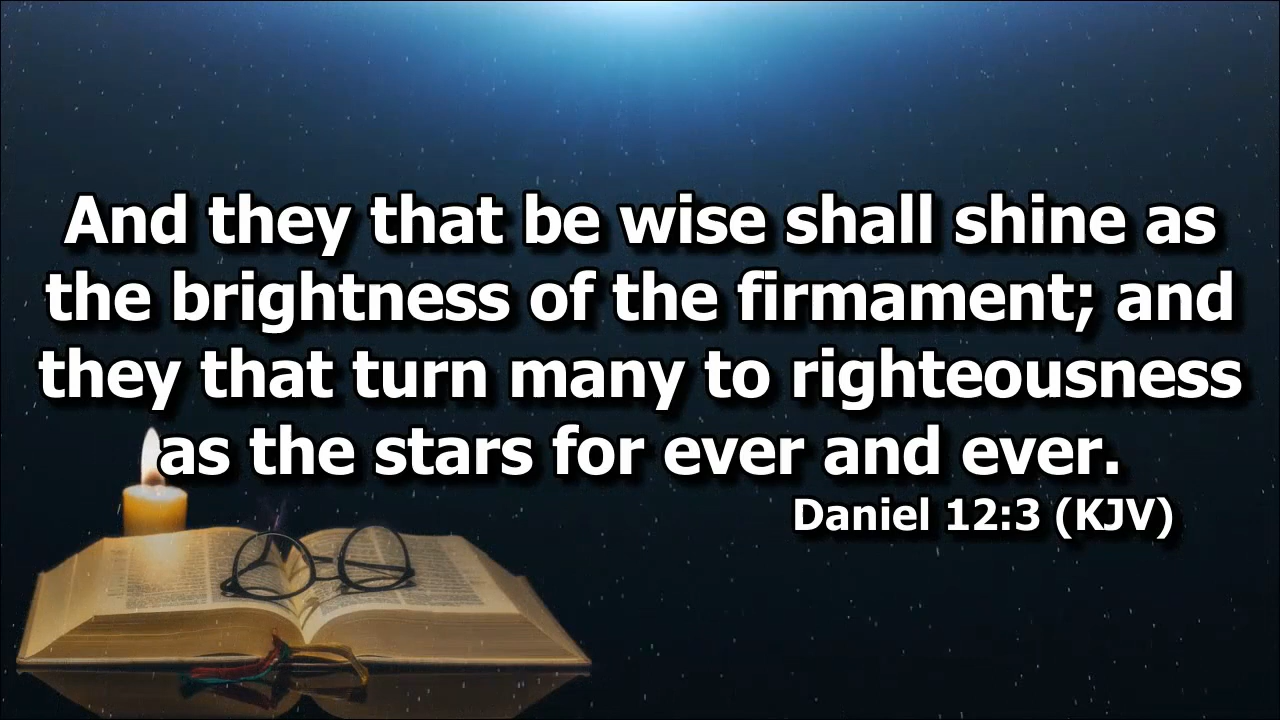 And they that be wise shall shine as
the brightness of the firmament; and
they that turn many to righteousness
as the stars for ever and ever.
Daniel 12:3 (KJV)